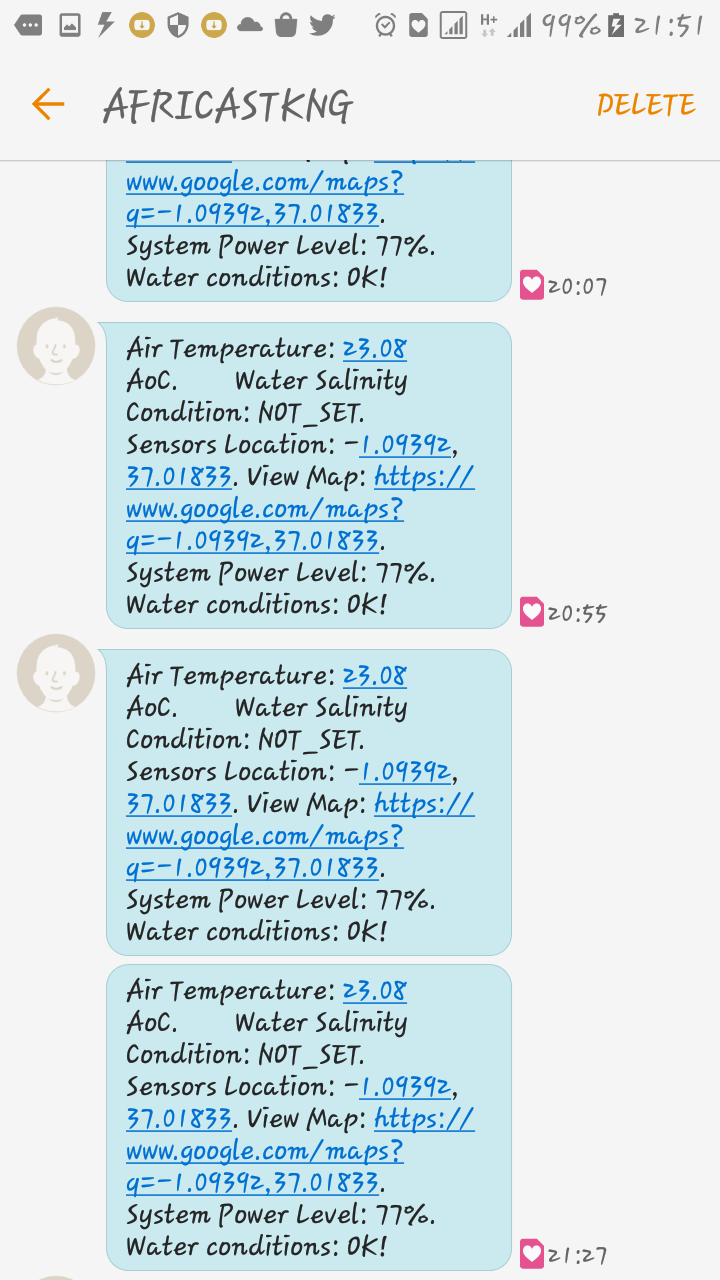 99% 21:51
AFRICASTKNG
DELETE
www.google.com/maps?
q=-1.09392,37.01833.
System Power Level: 77%.
Water conditions: OK!
20:07
Air Temperature: 23.08
AoC. Water Salinity
Condition: NOT_SET.
Sensors Location: -1.09392,
37.01833. View Map: https://
www.google.com/maps?
q=-1.09392,37.01833.
System Power Level: 77%.
Water conditions: OK!
20:55
Air Temperature: 23.08
AoC. Water Salinity
Condition: NOT_SET.
Sensors Location: -1.09392,
37.01833. View Map: https://
www.google.com/maps?
q=-1.09392,37.01833.
System Power Level: 77%.
Water conditions: OK!
Air Temperature: 23.08
AoC. Water Salinity
Condition: NOT_SET.
Sensors Location: -1.09392,
37.01833. View Map: https://
www.google.com/maps?
q=-1.09392,37.01833.
System Power Level: 77%.
Water conditions: OK!
21:27